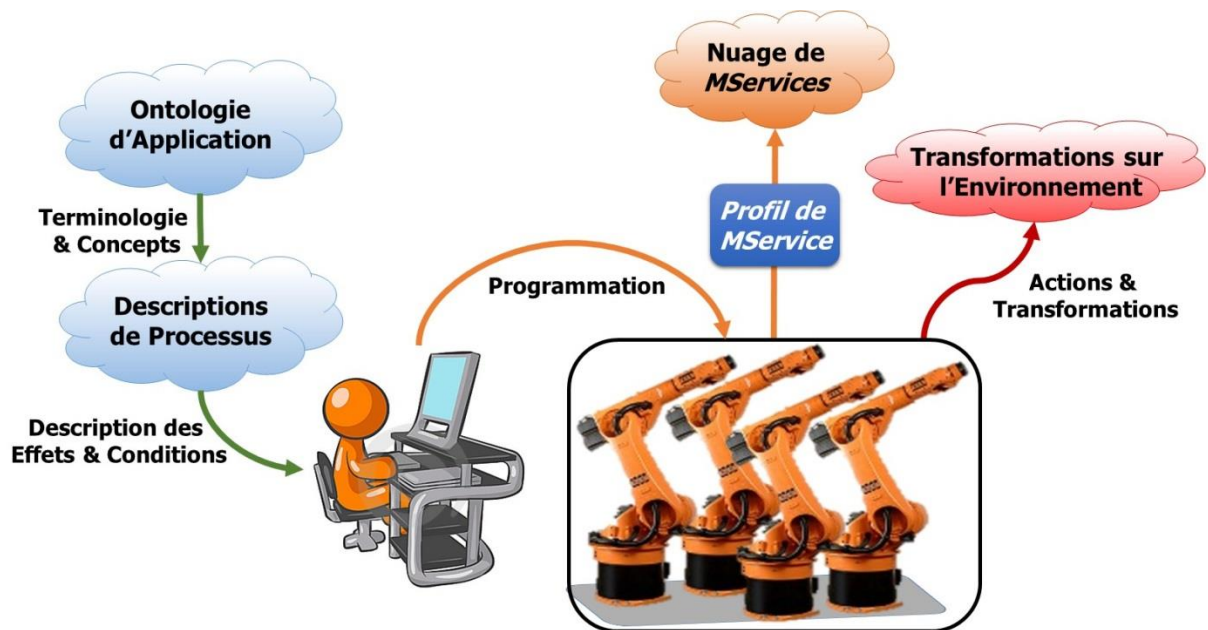 Ontologie
d'Application
Terminologie
& Concepts
Descriptions
de Processus
Description des
Effets & Conditions
Programmation
Nuage de
MServices
Profil de
MService
Transformations sur
l'Environnement
Actions &
Transformations